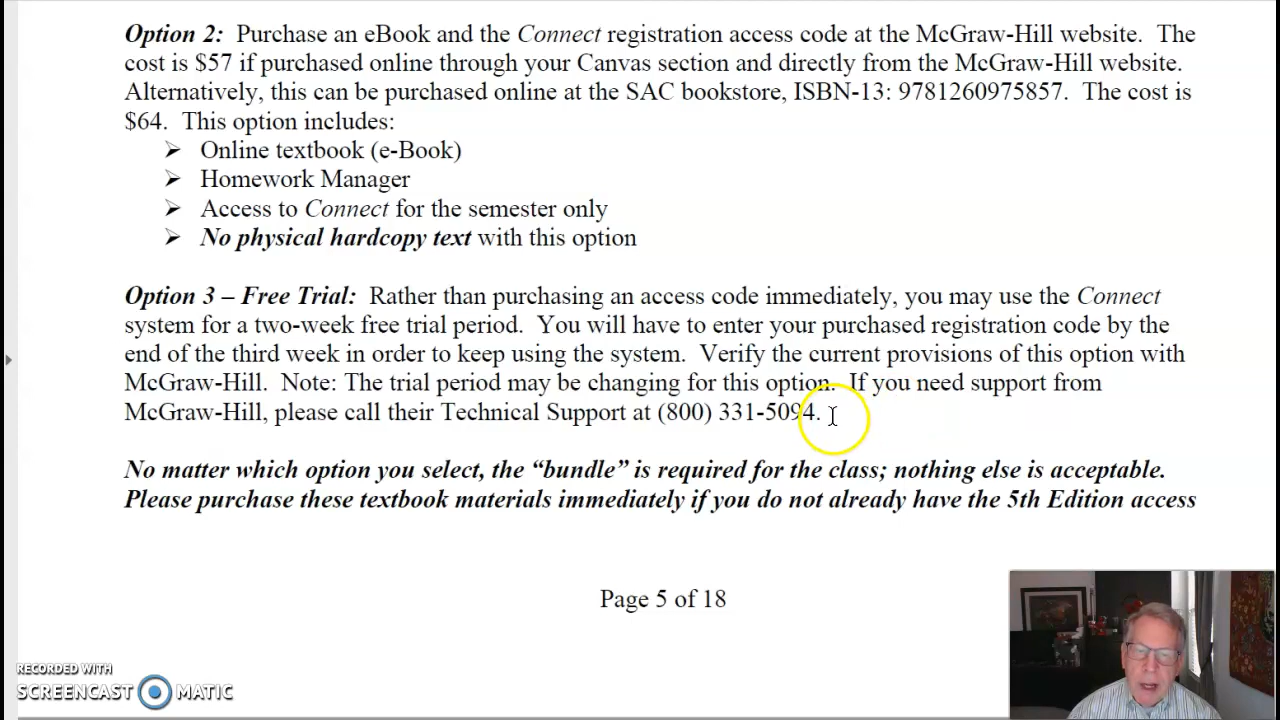 Option 2: Purchase an eBook and the Connect registration access code at the McGraw-Hill website. The
cost is $57 if purchased online through your Canvas section and directly from the McGraw-Hill website.
Alternatively, this can be purchased online at the SAC bookstore, ISBN-13: 9781260975857. The cost is
$64. This option includes:
➢ Online textbook (e-Book)
➢ Homework Manager
➢ Access to Connect for the semester only
➢ No physical hardcopy text with this option
Option 3 – Free Trial: Rather than purchasing an access code immediately, you may use the Connect
system for a two-week free trial period. You will have to enter your purchased registration code by the
end of the third week in order to keep using the system. Verify the current provisions of this option with
McGraw-Hill. Note: The trial period may be changing for this option. If you need support from
McGraw-Hill, please call their Technical Support at (800) 331-5094.
No matter which option you select, the “bundle” is required for the class; nothing else is acceptable.
Please purchase these textbook materials immediately if you do not already have the 5th Edition access
Page 5 of 18
RECORDED WITH
SCREENCAST MATIC